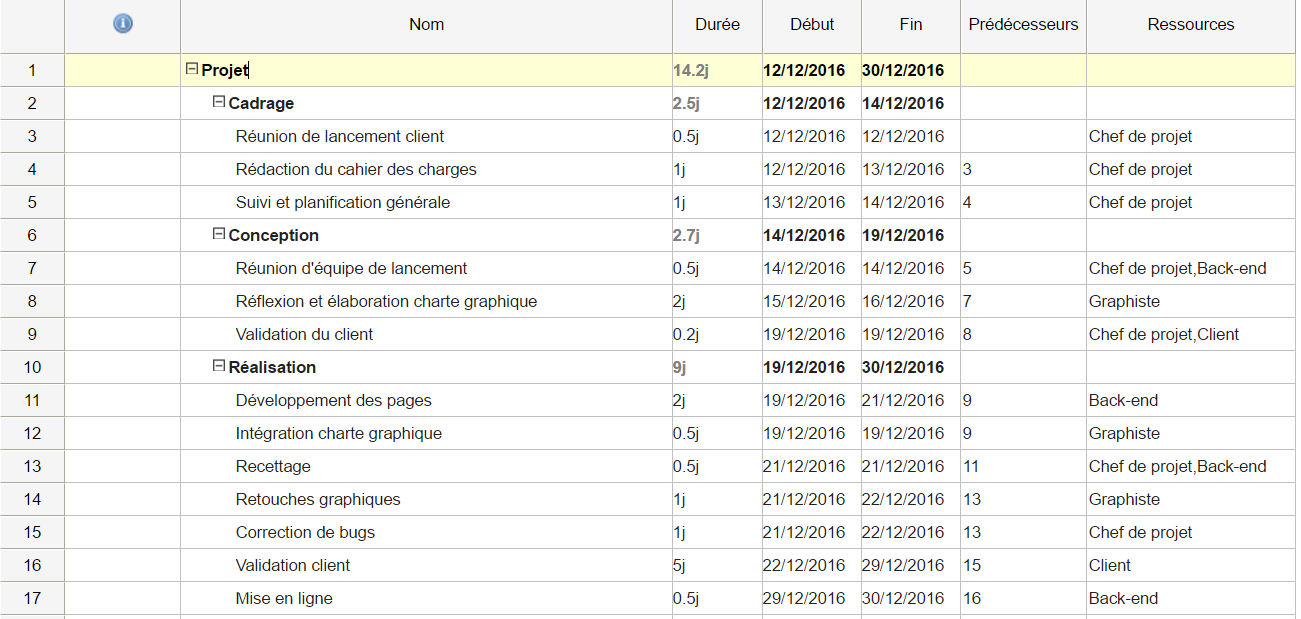 Nom Durée Début Fin Prédécesseurs Ressources
1 Projet 14.2j 12/12/2016 30/12/2016
2 Cadrage 2.5j 12/12/2016 14/12/2016
3 Réunion de lancement client 0.5j 12/12/2016 12/12/2016 Chef de projet
4 Rédaction du cahier des charges 1j 12/12/2016 13/12/2016 3 Chef de projet
5 Suivi et planification générale 1j 13/12/2016 14/12/2016 4 Chef de projet
6 Conception 2.7j 14/12/2016 19/12/2016
7 Réunion d'équipe de lancement 0.5j 14/12/2016 14/12/2016 5 Chef de projet,Back-end
8 Réflexion et élaboration charte graphique 2j 15/12/2016 16/12/2016 7 Graphiste
9 Validation du client 0.2j 19/12/2016 19/12/2016 8 Chef de projet,Client
10 Réalisation 9j 19/12/2016 30/12/2016
11 Développement des pages 2j 19/12/2016 21/12/2016 9 Back-end
12 Intégration charte graphique 0.5j 19/12/2016 19/12/2016 9 Graphiste
13 Recettage 0.5j 21/12/2016 21/12/2016 11 Chef de projet,Back-end
14 Retouches graphiques 1j 21/12/2016 22/12/2016 13 Graphiste
15 Correction de bugs 1j 21/12/2016 22/12/2016 13 Chef de projet
16 Validation client 5j 22/12/2016 29/12/2016 15 Client
17 Mise en ligne 0.5j 29/12/2016 30/12/2016 16 Back-end